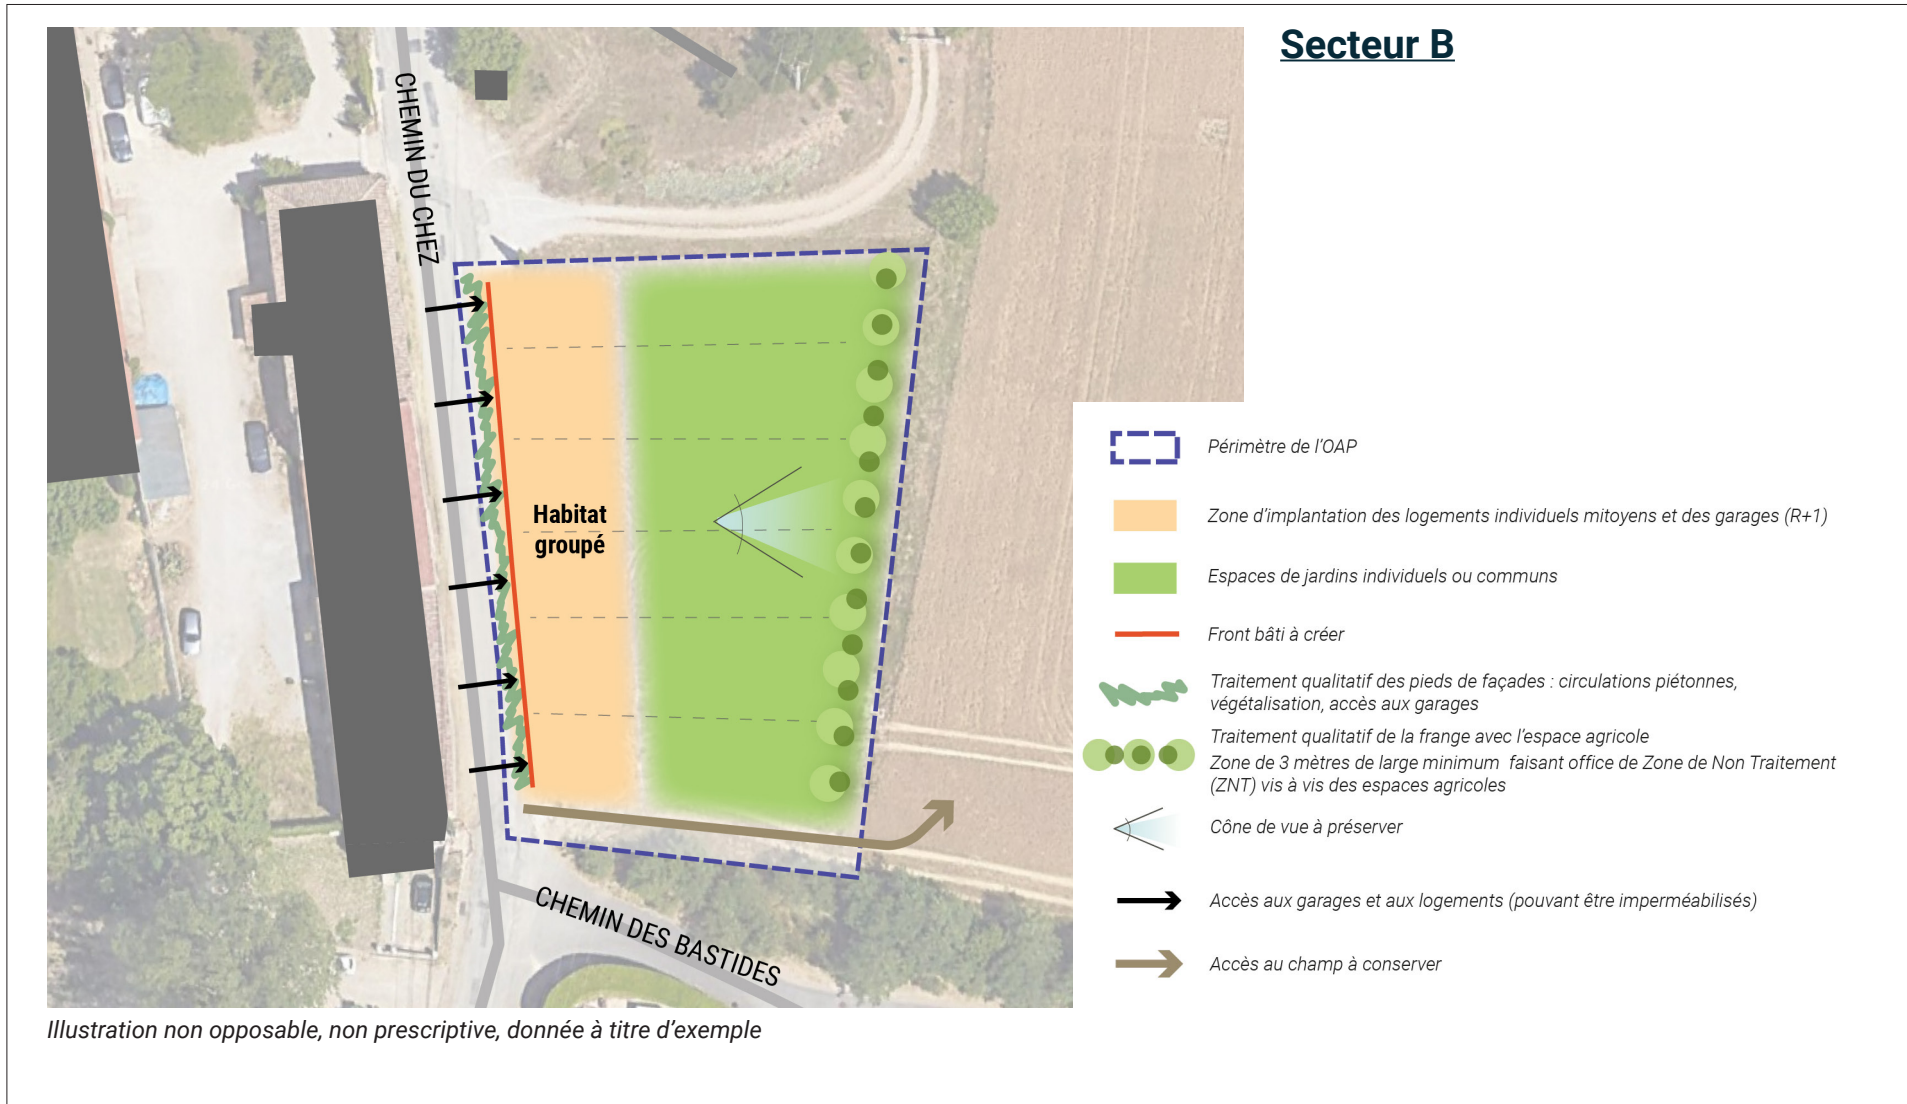 Secteur B
CHEMIN DU CHEZ
Habitat
groupé
CHEMIN DES BASTIDES
Périmètre de l'OAP
Zone d'implantation des logements individuels mitoyens et des garages (R+1)
Espaces de jardins individuels ou communs
Front bâti à créer
Traitement qualitatif des pieds de façades : circulations piétonnes,
végétalisation, accès aux garages
Traitement qualitatif de la frange avec l'espace agricole
Zone de 3 mètres de large minimum faisant office de Zone de Non Traitement
(ZNT) vis à vis des espaces agricoles
Cône de vue à préserver
Accès aux garages et aux logements (pouvant être imperméabilisés)
Accès au champ à conserver
Illustration non opposable, non prescriptive, donnée à titre d'exemple